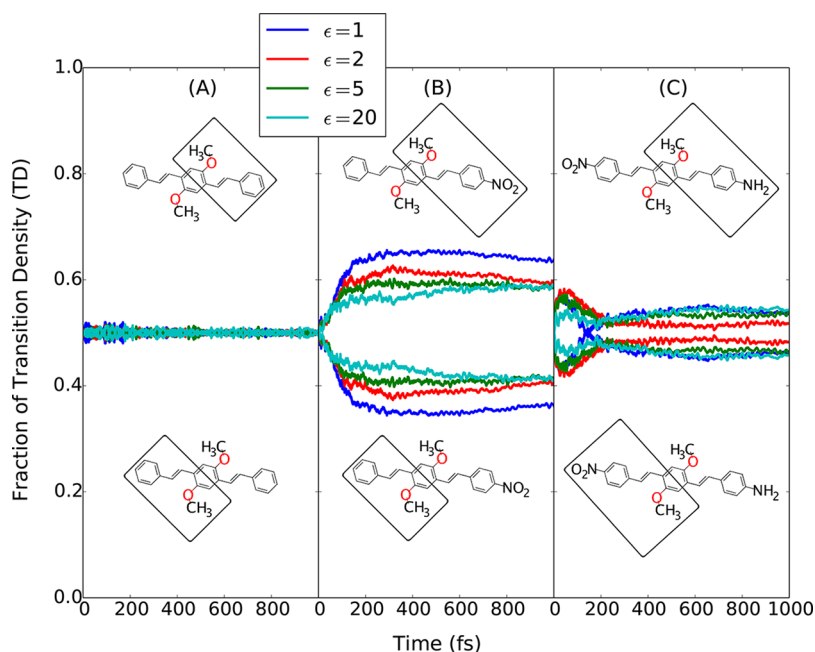 ϵ=1
ϵ=2
ϵ=5
ϵ=20
(A)
(B)
(C)
Fraction of Transition Density (TD)
1.0
0.8
0.6
0.4
0.2
0.0
H₃C
O
O
CH₃
H₃C
O
O
CH₃
NO₂
O₂N
H₃C
O
O
CH₃
NH₂
H₃C
O
O
CH₃
H₃C
O
O
CH₃
NO₂
O₂N
H₃C
O
O
CH₃
NH₂
0 200 400 600 800
0 200 400 600 800
0 200 400 600 800 1000
Time (fs)